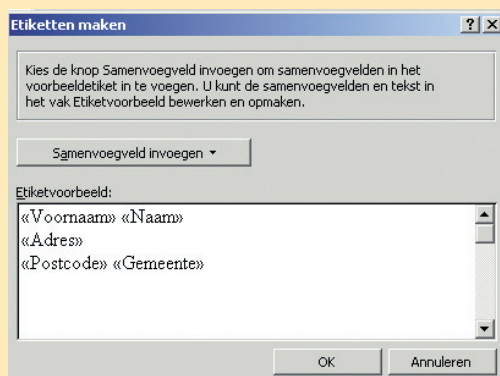 Etiketten maken
Kies de knop Samenvoegveld invoegen om samenvoegvelden in het
voorbeeldetiket in te voegen. U kunt de samenvoegvelden en tekst in
het vak Etiketvoorbeeld bewerken en opmaken.
Samenvoegveld invoegen
Etiketvoorbeeld:
«Voornaam» «Naam»
«Adres»
«Postcode» «Gemeente»
OK Annuleren